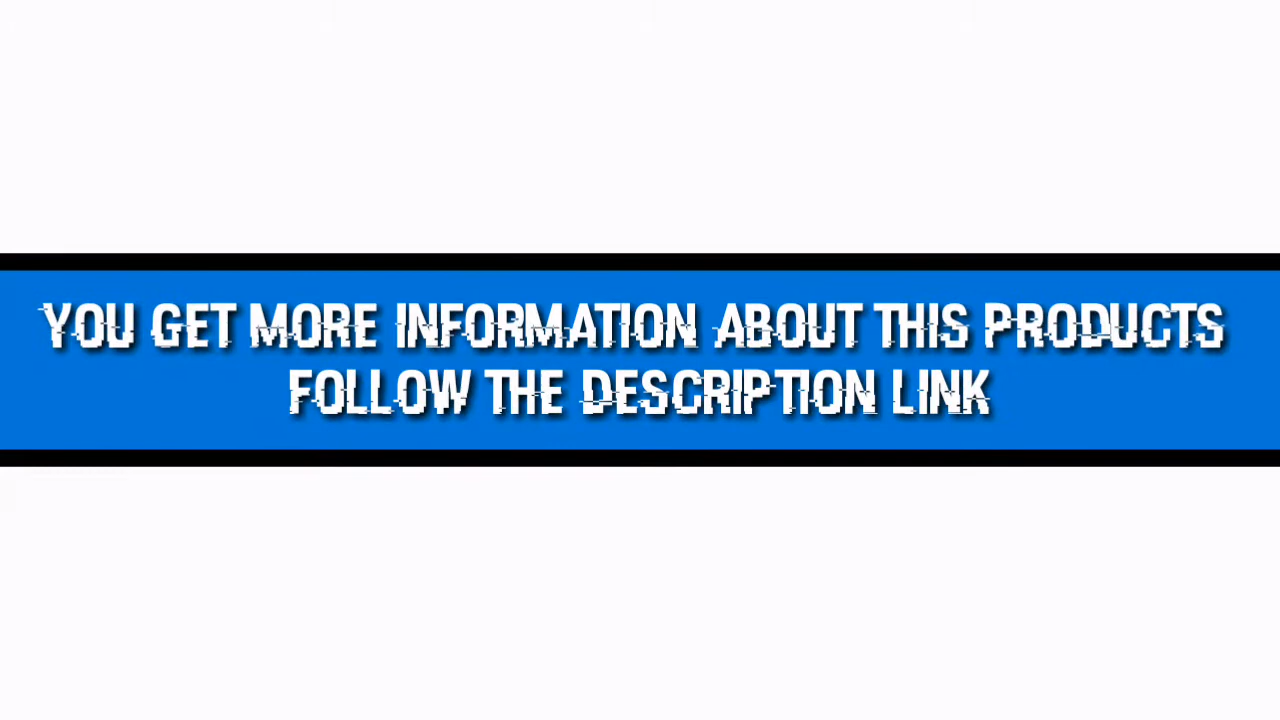 YOU GET MORE INFORMATION ABOUT THIS PRODUCTS
FOLLOW THE DESCRIPTION LINK